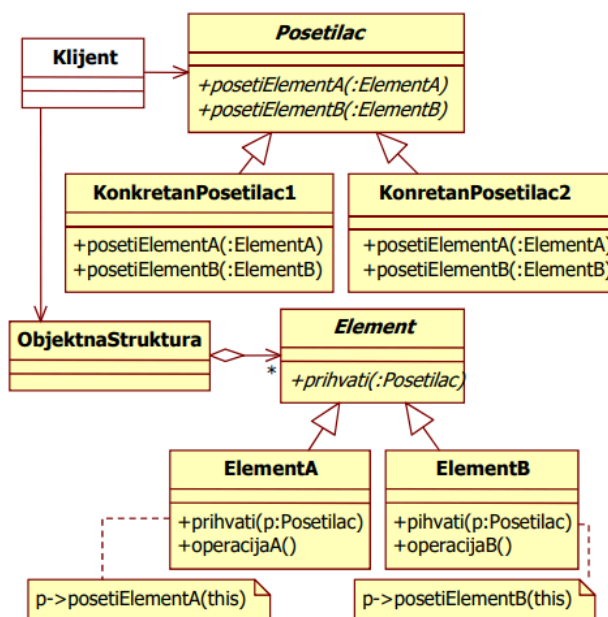 Posetilac
Klijent
+posetiElementA(:ElementA)
+posetiElementB(:ElementB)
KonkretanPosetilac1
+posetiElementA(:ElementA)
+posetiElementB(:ElementB)
KonretanPosetilac2
+posetiElementA(:ElementA)
+posetiElementB(:ElementB)
ObjektnaStruktura
*
Element
+prihvati(:Posetilac)
ElementA
+prihvati(p:Posetilac)
+operacijaA()
ElementB
+pihvati(p:Posetilac)
+operacijaB()
p->posetiElementA(this)
p->posetiElementB(this)